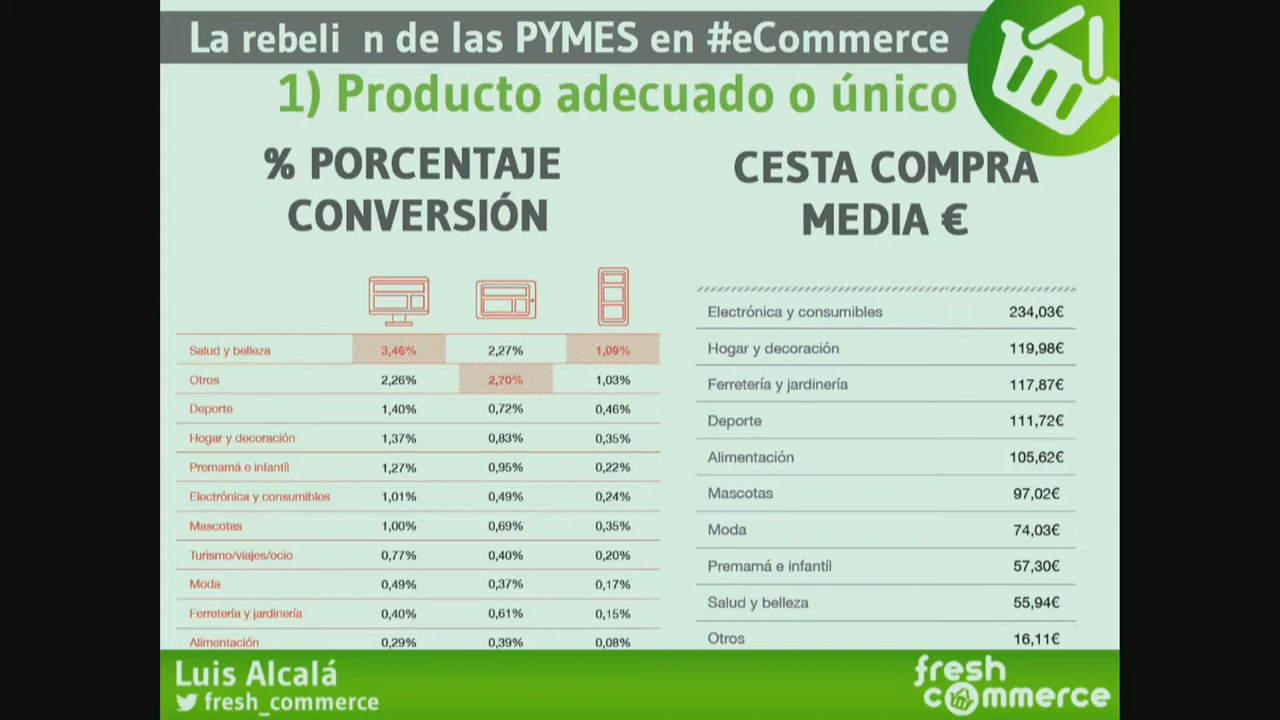 La rebeli n de las PYMES en #eCommerce
1) Producto adecuado o único
% PORCENTAJE
CONVERSIÓN
Salud y belleza 3,46% 2,27% 1,09%
Otros 2,26% 2,70% 1,03%
Deporte 1,40% 0,72% 0,46%
Hogar y decoración 1,37% 0,83% 0,35%
Premamá e infantíl 1,27% 0,95% 0,22%
Electrónica y consumibles 1,01% 0,49% 0,24%
Mascotas 1,00% 0,69% 0,35%
Turismo/viajes/ocio 0,77% 0,40% 0,20%
Moda 0,49% 0,37% 0,17%
Ferretería y jardinería 0,40% 0,61% 0,15%
Alimentación 0,29% 0,39% 0,08%
CESTA COMPRA
MEDIA €
Electrónica y consumibles 234,03€
Hogar y decoración 119,98€
Ferretería y jardinería 117,87€
Deporte 111,72€
Alimentación 105,62€
Mascotas 97,02€
Moda 74,03€
Premamá e infantíl 57,30€
Salud y belleza 55,94€
Otros 16,11€
Luis Alcalá
fresh_commerce
fresh
commerce